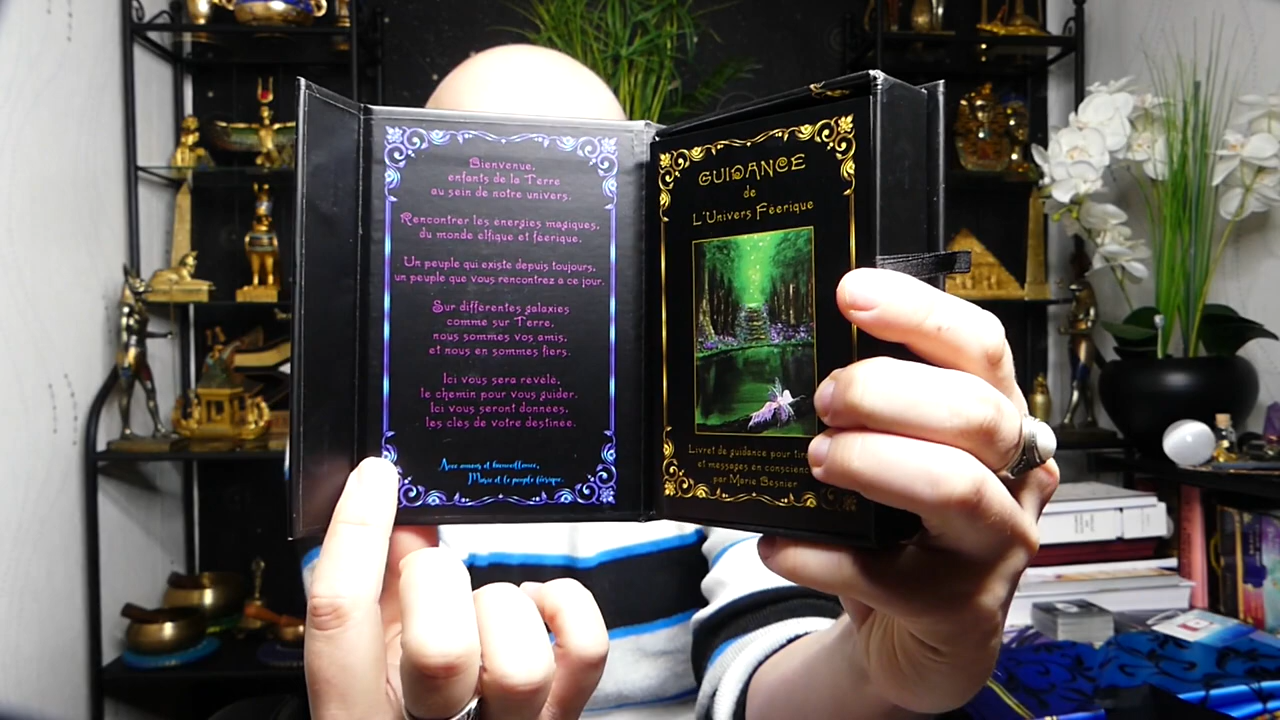 Bienvenue,
enfants de la Terre
au sein de notre univers.
Rencontrer les énergies magiques,
du monde elfique et féerique.
Un peuple qui existe depuis toujours,
un peuple que vous rencontrez a ce jour.
Sur différentes galaxies
comme sur Terre,
nous sommes vos amis,
et nous en sommes fiers.
Ici vous sera révélé,
le chemin pour vous guider.
Ici vous seront données,
les clés de votre destinée.
Avec amour et bienveillance,
Marie et le peuple féerique.
GUIDANCE
de
L'Univers Féerique
Livret de guidance pour
et messages en
par Marie Besnier